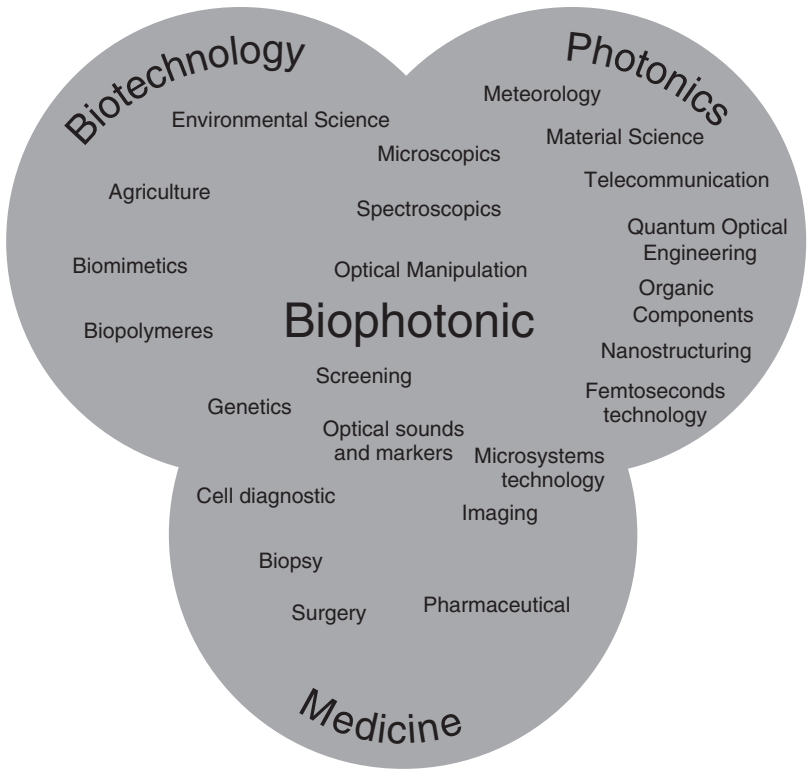 Biotechnology
Photonics
Meteorology
Environmental Science
Material Science
Microscopics
Telecommunication
Agriculture
Spectroscopics
Quantum Optical
Engineering
Biomimetics
Optical Manipulation
Organic
Components
Biophotonic
Biopolymeres
Nanostructuring
Screening
Femtoseconds
technology
Genetics
Optical sounds
and markers
Microsystems
technology
Cell diagnostic
Imaging
Biopsy
Surgery
Pharmaceutical
Medicine